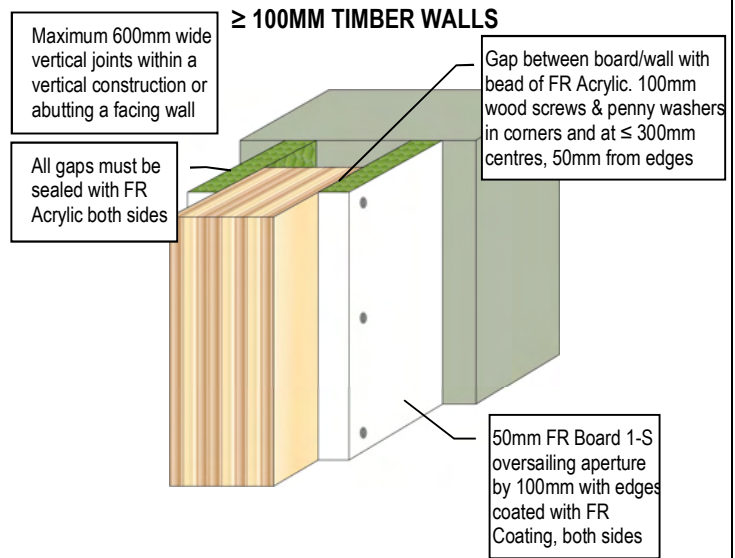 ≥ 100MM TIMBER WALLS
Maximum 600mm wide
vertical joints within a
vertical construction or
abutting a facing wall
Gap between board/wall with
bead of FR Acrylic. 100mm
wood screws & penny washers
in corners and at ≤ 300mm
centres, 50mm from edges
All gaps must be
sealed with FR
Acrylic both sides
50mm FR Board 1-S
oversailing aperture
by 100mm with edges
coated with FR
Coating, both sides